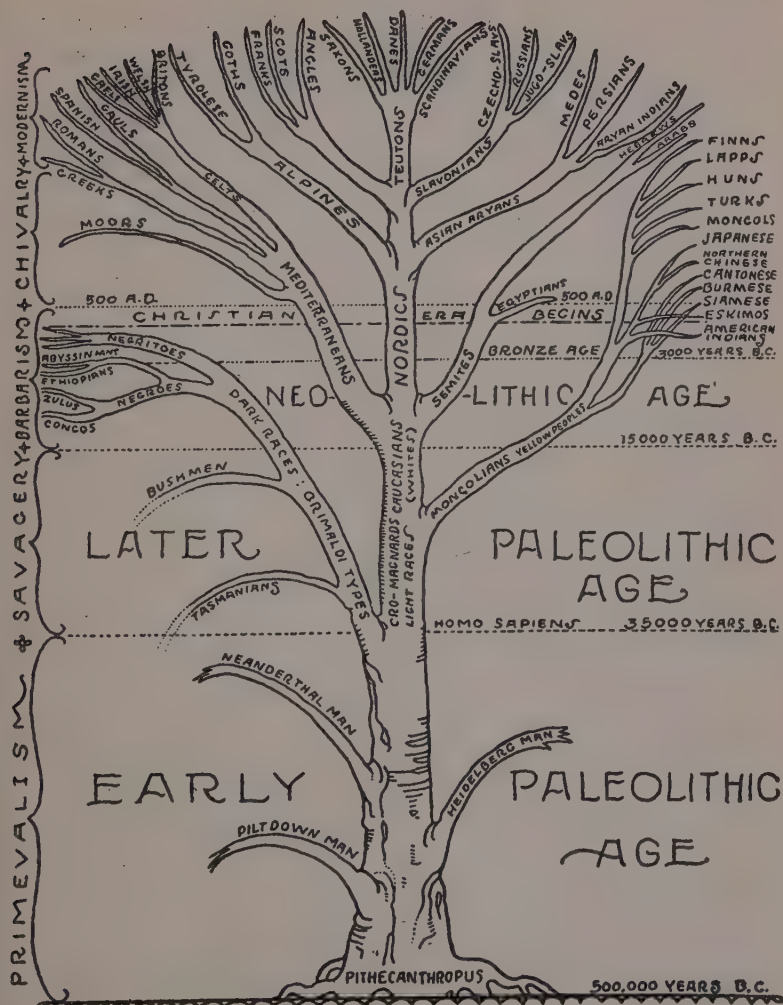 PRIMEVALISM & SAVAGERY & BARBARISM & CHIVALRY & MODERNISM
SPANISH
ROMANS
GREEKS
GAULS
GAELS
IRISH
WELSH
BRITONS
TYROLESE
GOTHS
FRANKS
SCOTS
ANGLES
SAXONS
HOLLANDERS
DANES
GERMANS
SCANDINAVIANS
CZECHO-SLAVS
RUSSIANS
JUGO-SLAVS
MEDES
PERSIANS
ARYAN INDIANS
HEBREWS
ARABS
FINNS
LAPPS
HUNS
TURKS
MONGOLS
JAPANESE
NORTHERN CHINESE
CANTONESE
BURMESE
SIAMESE
ESKIMOS
AMERICAN INDIANS
MOORS
CELTS
ALPINES
TEUTONS
SLAVONIANS
ASIAN ARYANS
MEDITERRANEANS
NORDICS
SEMITES
EGYPTIANS
500 A.D.
500 A.D
CHRISTIAN ERA BEGINS
BRONZE AGE
3000 YEARS B.C.
NEO- -LITHIC AGE
NEGRITOES
ETHIOPIANS
ZULUS
CONGOS
NEGROES
DARK RACES: GRIMALDI TYPES
15000 YEARS B.C.
MONGOLIANS YELLOW PEOPLES
CRO-MAGNARDS CAUCASIANS
LIGHT RACES (WHITES)
BUSHMEN
LATER PALEOLITHIC
AGE
TASMANIANS
HOMO SAPIENS 35000 YEARS B.C.
NEANDERTHAL MAN
HEIDELBERG MAN
EARLY PALEOLITHIC
AGE
PILTDOWN MAN
PITHECANTHROPUS
500,000 YEARS B.C.